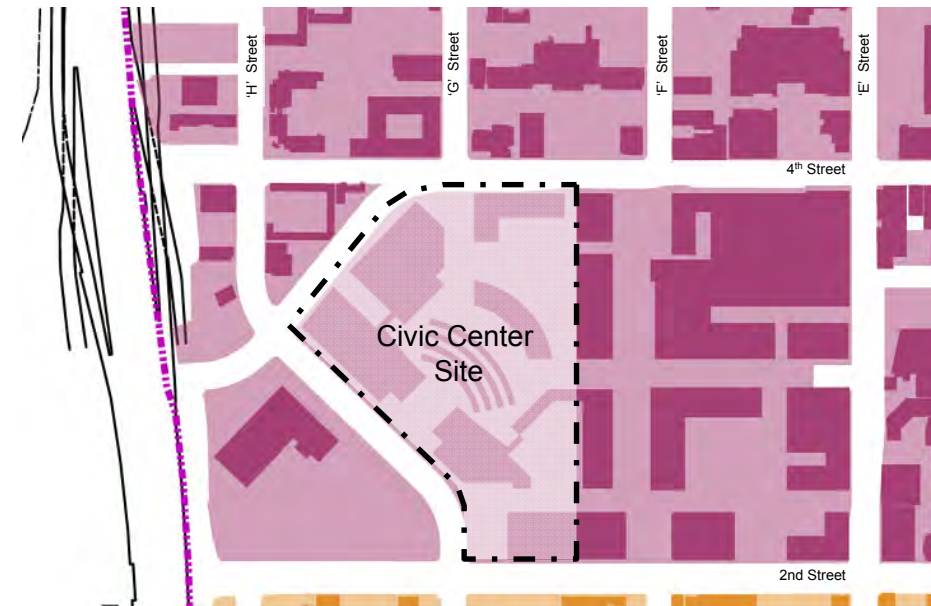 'H' Street
'G' Street
'F' Street
'E' Street
4th Street
Civic Center
Site
2nd Street